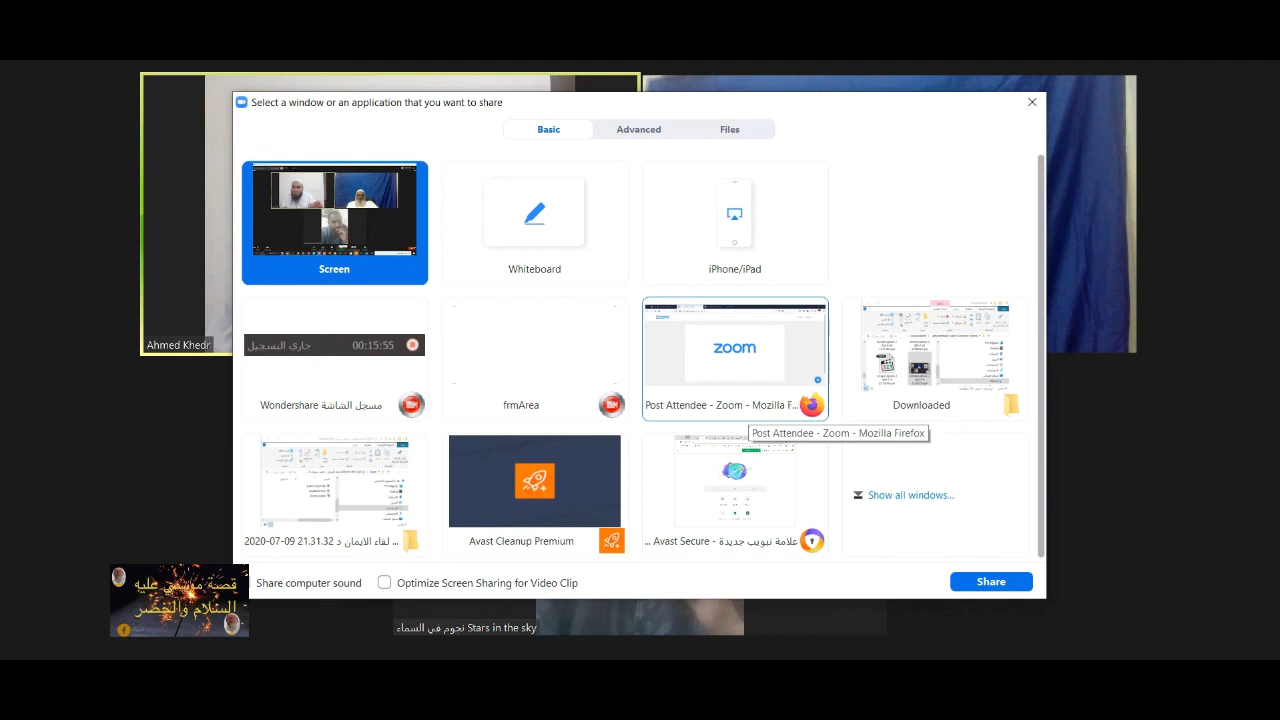 Select a window or an application that you want to share
Basic
Advanced
Files
Screen
Whiteboard
iPhone/iPad
Ahmed Khedr
جاري التسجيل
00:15:55
مسجل الشاشة Wondershare
frmArea
zoom
Post Attendee - Zoom - Mozilla F...
Downloaded
Post Attendee - Zoom - Mozilla Firefox
Show all windows...
لقاء الايمان د 2020-07-09 21.31.32 ...
Avast Cleanup Premium
علامة تبويب جديدة - Avast Secure ...
Share computer sound
Optimize Screen Sharing for Video Clip
Share
قصة موسى عليه
السلام والخضر
نجوم في السماء Stars in the sky